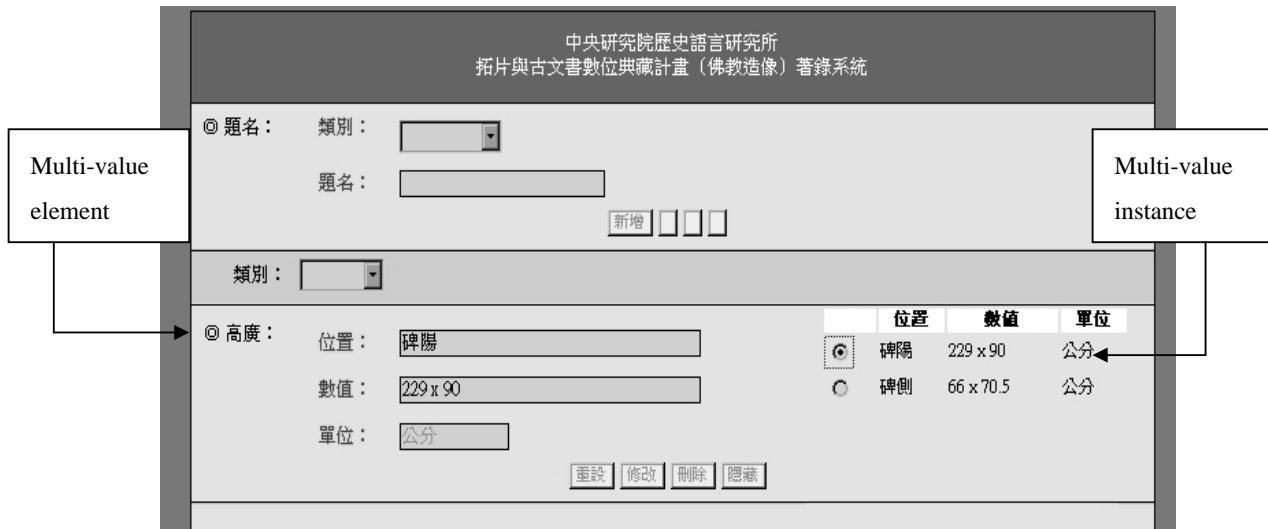 中央研究院歷史語言研究所
拓片與古文書數位典藏計畫〔佛教造像〕著錄系統
◎ 題名： 類別：
題名：
新增
Multi-value
element
Multi-value
instance
類別：
◎ 高廣： 位置： 碑陽
數值： 229 x 90
單位： 公分
重設 修改 刪除 隱藏
位置 數值 單位
碑陽 229 x 90 公分
碑側 66 x 70.5 公分